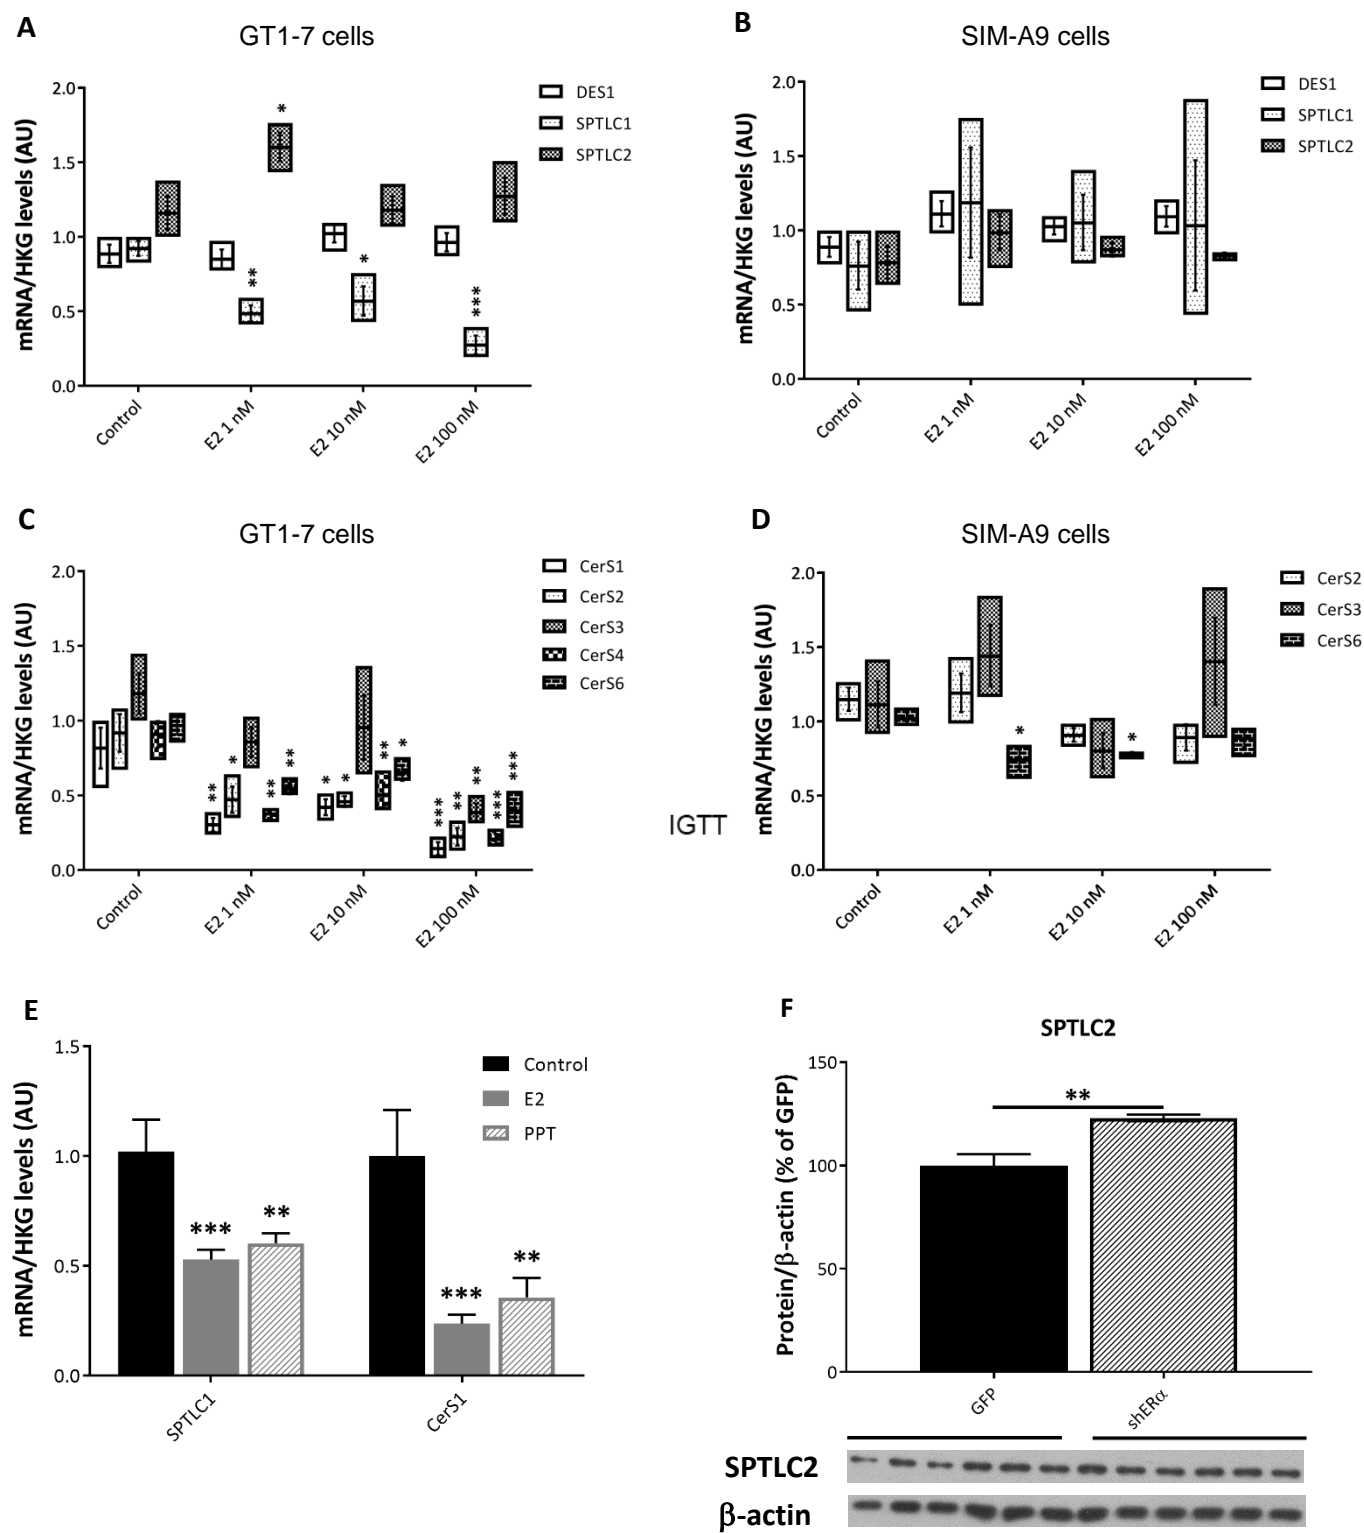 A
GT1-7 cells
mRNA/HKG levels (AU)
2.0
1.5
1.0
0.5
0.0
DES1
SPTLC1
SPTLC2
*
**
*
***
Control
E2 1 nM
E2 10 nM
E2 100 nM
B
SIM-A9 cells
mRNA/HKG levels (AU)
2.0
1.5
1.0
0.5
0.0
DES1
SPTLC1
SPTLC2
Control
E2 1 nM
E2 10 nM
E2 100 nM
C
GT1-7 cells
mRNA/HKG levels (AU)
2.0
1.5
1.0
0.5
0.0
CerS1
CerS2
CerS3
CerS4
CerS6
**
*
**
**
*
*
**
*
***
**
**
***
***
Control
E2 1 nM
E2 10 nM
E2 100 nM
IGTT
D
SIM-A9 cells
mRNA/HKG levels (AU)
2.0
1.5
1.0
0.5
0.0
CerS2
CerS3
CerS6
*
*
Control
E2 1 nM
E2 10 nM
E2 100 nM
E
mRNA/HKG levels (AU)
1.5
1.0
0.5
0.0
Control
E2
PPT
***
**
***
**
SPTLC1
CerS1
F
SPTLC2
Protein/β-actin (% of GFP)
150
100
50
0
**
GFP
shERα
SPTLC2
β-actin